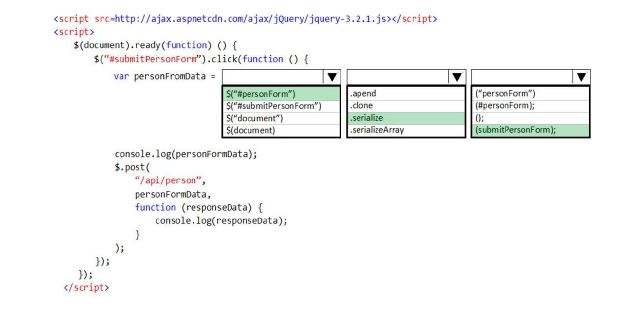 <script src=http://ajax.aspnetcdn.com/ajax/jQuery/jquery-3.2.1.js></script>
<script>
$(document).ready(function) () {
$(“#submitPersonForm”).click(function () {
var personFromData =
$(“#personForm”)
$(“#submitPersonForm”)
$(“document”)
$(document)
.apend
.clone
.serialize
.serializeArray
(“personForm”)
(#personForm);
();
(submitPersonForm);
console.log(personFormData);
$.post(
“/api/person”,
personFormData,
function (responseData) {
console.log(responseData);
}
);
});
});
</script>